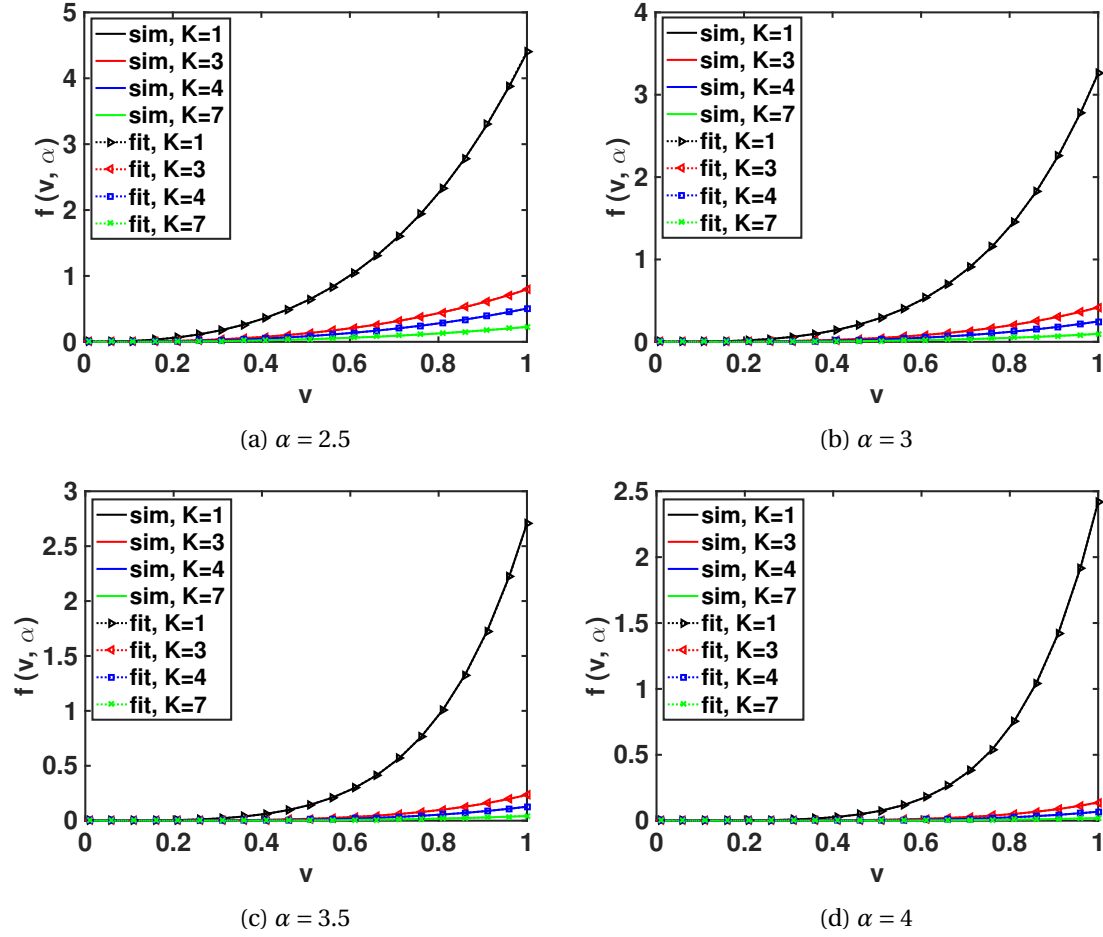 5
4
3
2
1
0
f (v, α)
sim, K=1
sim, K=3
sim, K=4
sim, K=7
fit, K=1
fit, K=3
fit, K=4
fit, K=7
0 0.2 0.4 0.6 0.8 1
v
(a) α = 2.5
4
3
2
1
0
f (v, α)
sim, K=1
sim, K=3
sim, K=4
sim, K=7
fit, K=1
fit, K=3
fit, K=4
fit, K=7
0 0.2 0.4 0.6 0.8 1
v
(b) α = 3
3
2.5
2
1.5
1
0.5
0
f (v, α)
sim, K=1
sim, K=3
sim, K=4
sim, K=7
fit, K=1
fit, K=3
fit, K=4
fit, K=7
0 0.2 0.4 0.6 0.8 1
v
(c) α = 3.5
2.5
2
1.5
1
0.5
0
f (v, α)
sim, K=1
sim, K=3
sim, K=4
sim, K=7
fit, K=1
fit, K=3
fit, K=4
fit, K=7
0 0.2 0.4 0.6 0.8 1
v
(d) α = 4